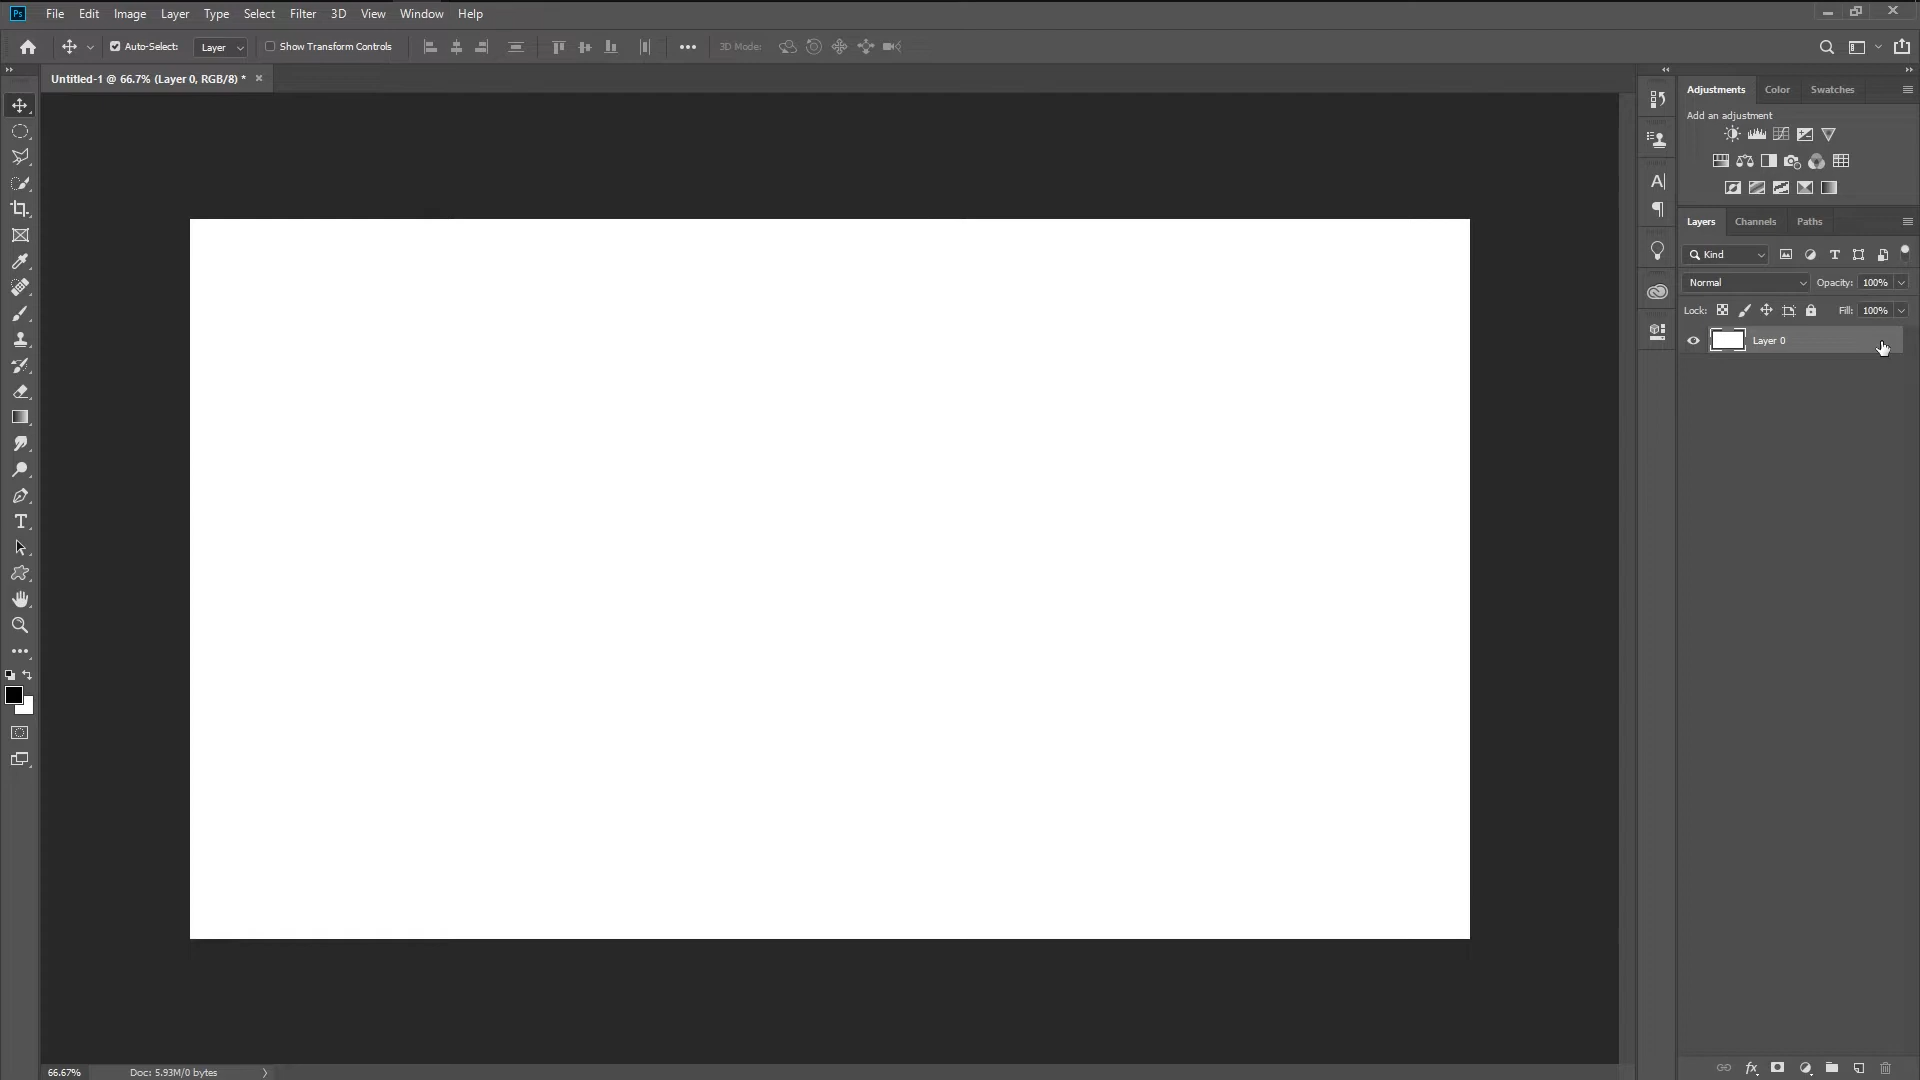 Ps File Edit Image Layer Type Select Filter 3D View Window Help
Auto-Select: Layer Show Transform Controls 3D Mode:
Untitled-1 @ 66.7% (Layer 0, RGB/8) *
Adjustments Color Swatches
Add an adjustment
Layers Channels Paths
Kind
Normal Opacity: 100%
Lock: Fill: 100%
Layer 0
66.67% Doc: 5.93M/0 bytes